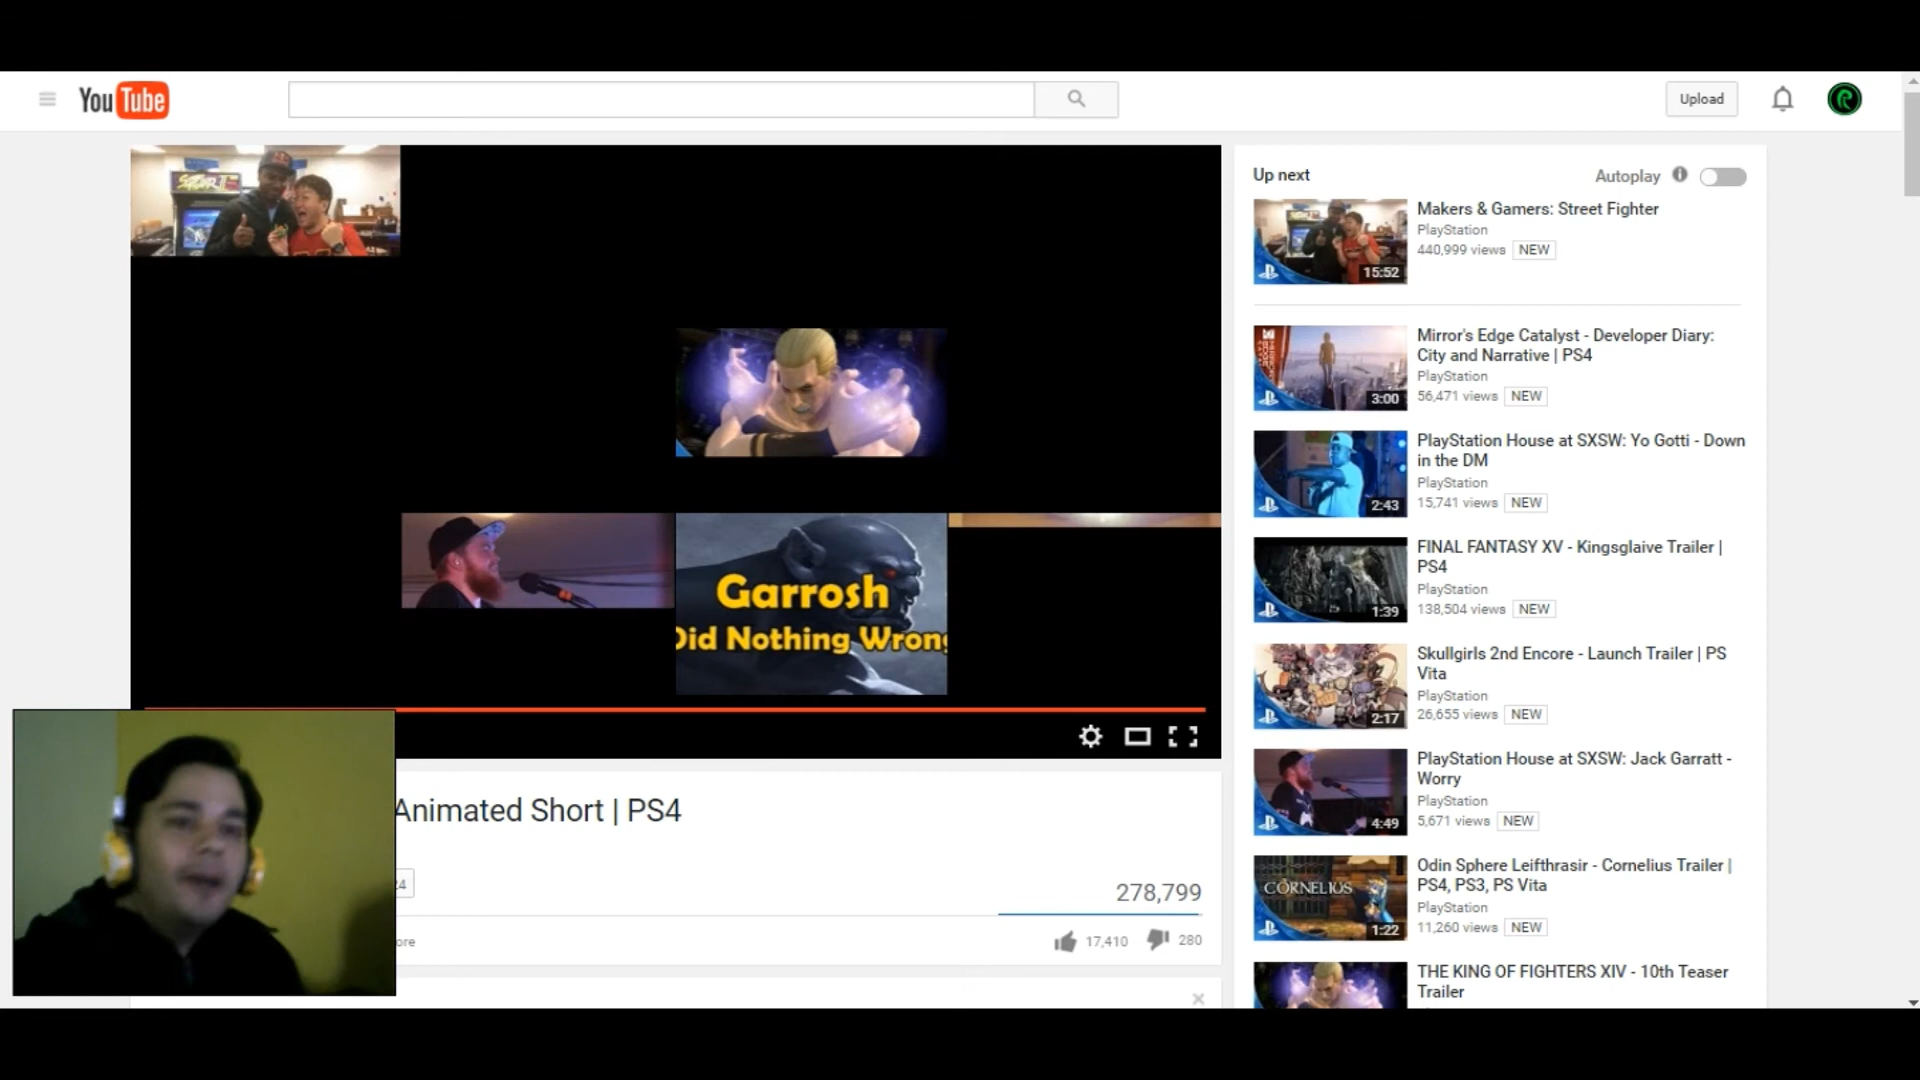 YouTube
Upload
Garrosh
Did Nothing Wrong
Animated Short | PS4
278,799
17,410
280
Up next
Autoplay
15:52
Makers & Gamers: Street Fighter
PlayStation
440,999 views NEW
3:00
Mirror's Edge Catalyst - Developer Diary:
City and Narrative | PS4
PlayStation
56,471 views NEW
2:43
PlayStation House at SXSW: Yo Gotti - Down
in the DM
PlayStation
15,741 views NEW
1:39
FINAL FANTASY XV - Kingsglaive Trailer |
PS4
PlayStation
138,504 views NEW
2:17
Skullgirls 2nd Encore - Launch Trailer | PS
Vita
PlayStation
26,655 views NEW
4:49
PlayStation House at SXSW: Jack Garratt -
Worry
PlayStation
5,671 views NEW
CORNELIUS
1:22
Odin Sphere Leifthrasir - Cornelius Trailer |
PS4, PS3, PS Vita
PlayStation
11,260 views NEW
THE KING OF FIGHTERS XIV - 10th Teaser
Trailer